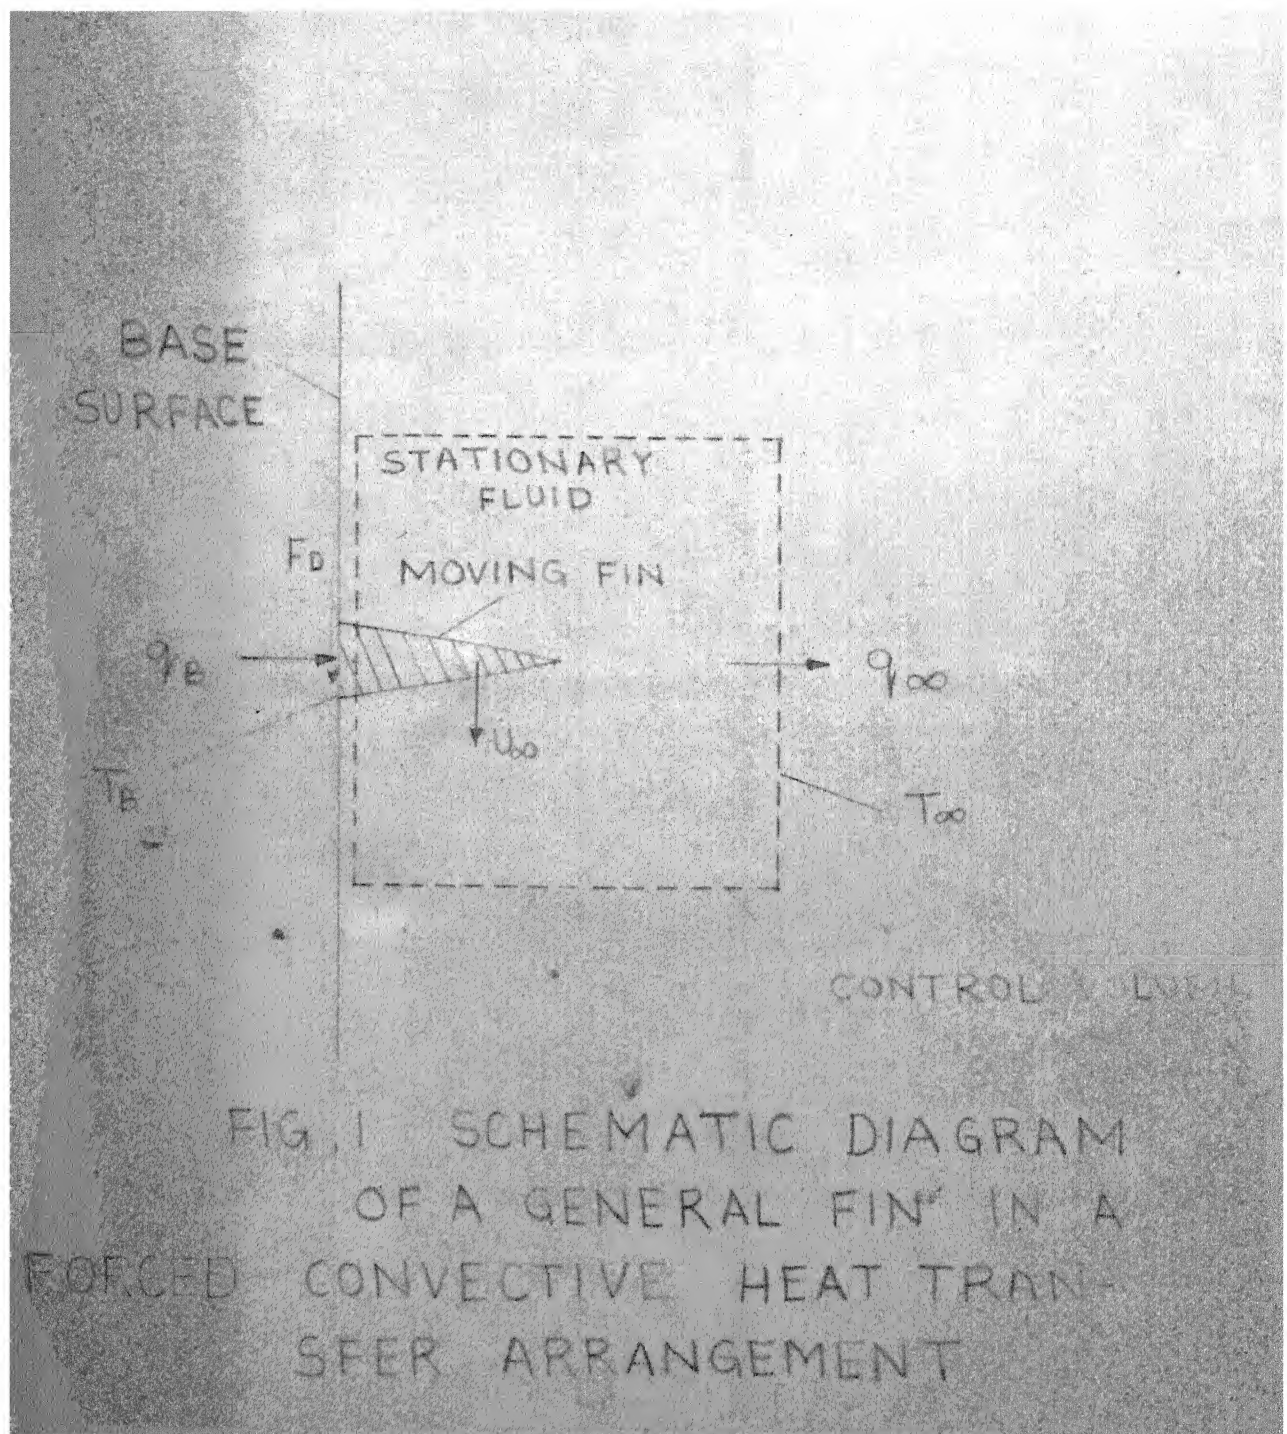 BASE
SURFACE
STATIONARY
FLUID
F_D
MOVING FIN
q_B
q_∞
u_∞
T_B
T_∞
CONTROL VOLUME
FIG. 1 SCHEMATIC DIAGRAM
OF A GENERAL FIN IN A
FORCED CONVECTIVE HEAT TRAN-
SFER ARRANGEMENT